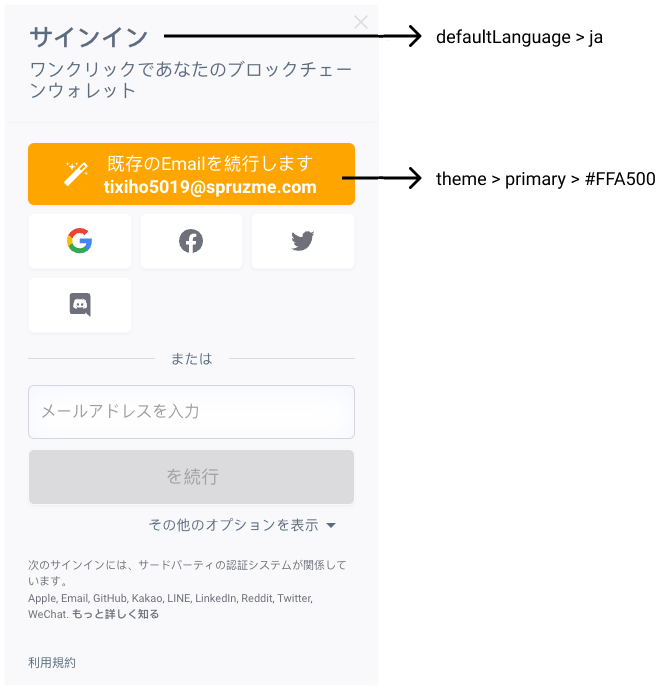 サインイン
defaultLanguage > ja
ワンクリックであなたのブロックチェー
ンウォレット
既存のEmailを続行します
tixiho5019@spruzme.com
theme > primary > #FFA500
または
メールアドレスを入力
を続行
その他のオプションを表示
次のサインインには、サードパーティの認証システムが関係して
います。
Apple, Email, GitHub, Kakao, LINE, LinkedIn, Reddit, Twitter,
WeChat. もっと詳しく知る
利用規約